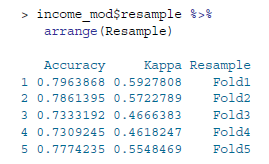 > income_mod$resample %>%
arrange(Resample)
Accuracy Kappa Resample
1 0.7963868 0.5927808 Fold1
2 0.7861395 0.5722789 Fold2
3 0.7333192 0.4666383 Fold3
4 0.7309245 0.4618247 Fold4
5 0.7774235 0.5548469 Fold5